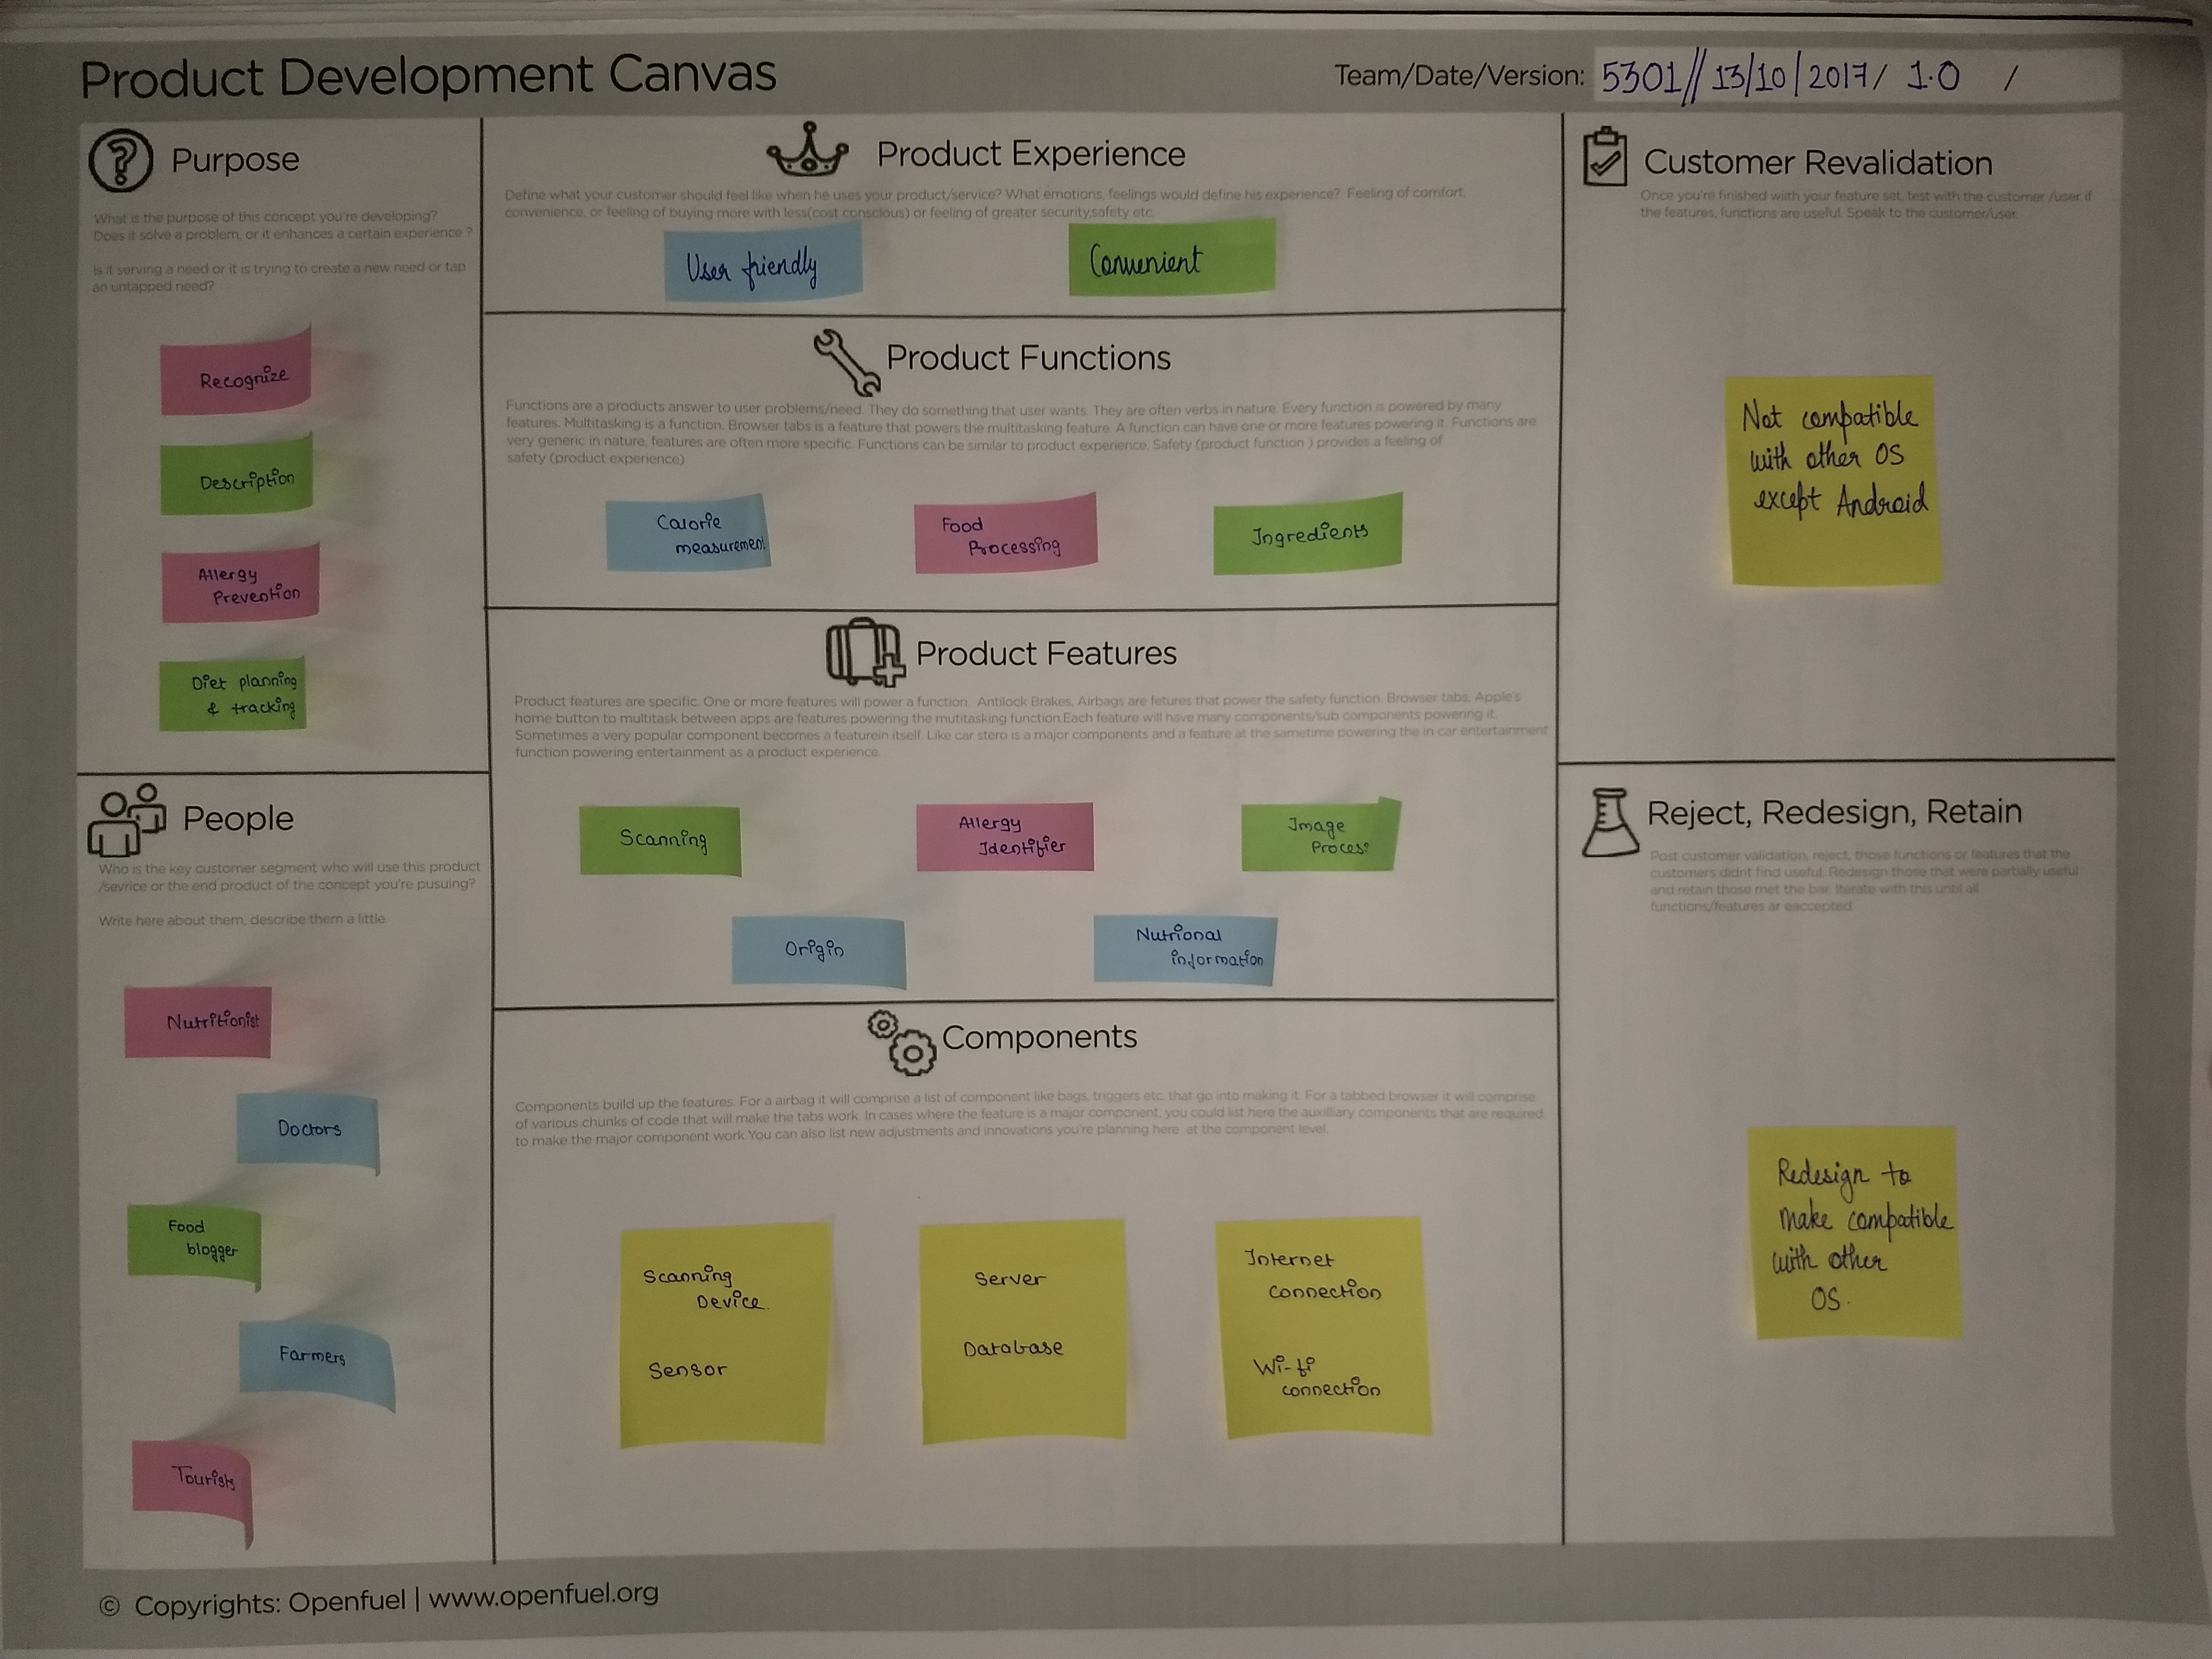 Product Development Canvas
Team/Date/Version: 5301// 13/10/2017/ 1.0 /
Purpose
What is the purpose of this concept you're developing?
Does it solve a problem, or it enhances a certain experience ?
Is it serving a need or it is trying to create a new need or tap
an untapped need?
Recognize
Description
Allergy
Prevention
Diet planning
& tracking
People
Who is the key customer segment who will use this product
/sevrice or the end product of the concept you're pusuing?
Write here about them, describe them a little.
Nutritionist
Doctors
Food
blogger
Farmers
Tourists
Product Experience
Define what your customer should feel like when he uses your product/service? What emotions, feelings would define his experience? Feeling of comfort,
convenience, or feeling of buying more with less(cost conscious) or feeling of greater security,safety etc.
User friendly
Convenient
Product Functions
Functions are a products answer to user problems/need. They do something that user wants. They are often verbs in nature. Every function is powered by many
features. Multitasking is a function. Browser tabs is a feature that powers the multitasking feature. A function can have one or more features powering it. Functions are
very generic in nature, features are often more specific. Functions can be similar to product experience. Safety (product function ) provides a feeling of
safety (product experience)
Calorie
measurement
Food
Processing
Ingredients
Product Features
Product features are specific. One or more features will power a function. Antilock Brakes, Airbags are fetures that power the safety function. Browser tabs, Apple's
home button to multitask between apps are features powering the mutitasking function.Each feature will have many components/sub components powering it.
Sometimes a very popular component becomes a featurein itself. Like car stero is a major components and a feature at the sametime powering the in car entertainment
function powering entertainment as a product experience.
Scanning
Allergy
Identifier
Image
Process
Origin
Nutrional
information
Components
Components build up the features. For a airbag it will comprise a list of component like bags, triggers etc. that go into making it. For a tabbed browser it will comprise
of various chunks of code that will make the tabs work. In cases where the feature is a major component, you could list here the auxilliary components that are required
to make the major component work.You can also list new adjustments and innovations you're planning here at the component level.
Scanning
Device.
Sensor
Server
Database
Internet
connection
Wi-fi
connection
Customer Revalidation
Once you're finished wiith your feature set, test with the customer /user if
the features, functions are useful. Speak to the customer/user.
Not compatible
with other OS
except Android
Reject, Redesign, Retain
Post customer validation, reject, those functions or features that the
customers didnt find useful. Redesign those that were partially useful
and retain those met the bar. Iterate with this until all
functions/features ar eaccepted.
Redesign to
make compatible
with other
OS.
© Copyrights: Openfuel | www.openfuel.org